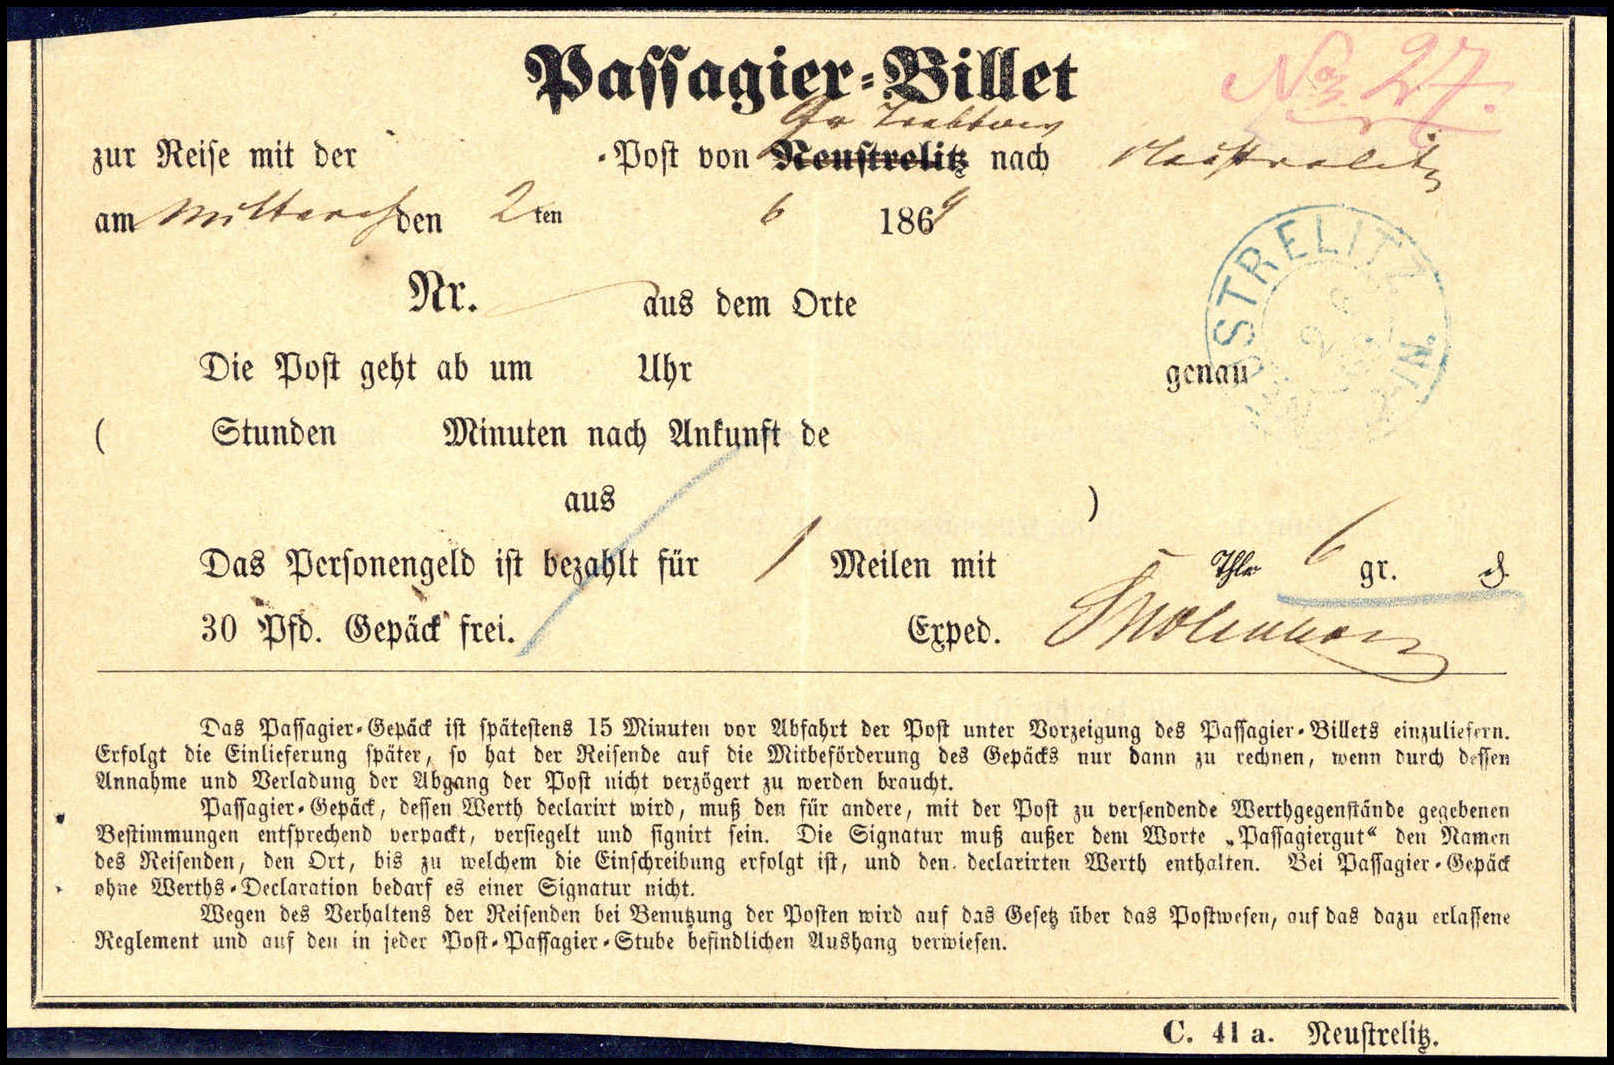 Passagier-Billet
No 27.
Gr Trebbow
zur Reise mit der -Post von Neustrelitz nach Neustrelitz
am Mittwoch den 2ten 6 1869
Nr. aus dem Orte
Die Post geht ab um Uhr genau
( Stunden Minuten nach Ankunft de
aus )
Das Personengeld ist bezahlt für 1 Meilen mit — Thlr 6 gr. d.
30 Pfd. Gepäck frei. Exped.
STRELITZ
2 6
Das Passagier-Gepäck ist spätestens 15 Minuten vor Abfahrt der Post unter Vorzeigung des Passagier-Billets einzuliefern.
Erfolgt die Einlieferung später, so hat der Reisende auf die Mitbeförderung des Gepäcks nur dann zu rechnen, wenn durch dessen
Annahme und Verladung der Abgang der Post nicht verzögert zu werden braucht.
Passagier-Gepäck, dessen Werth declarirt wird, muß den für andere, mit der Post zu versendende Werthgegenstände gegebenen
Bestimmungen entsprechend verpackt, versiegelt und signirt sein. Die Signatur muß außer dem Worte „Passagiergut“ den Namen
des Reisenden, den Ort, bis zu welchem die Einschreibung erfolgt ist, und den declarirten Werth enthalten. Bei Passagier-Gepäck
ohne Werths-Declaration bedarf es einer Signatur nicht.
Wegen des Verhaltens der Reisenden bei Benutzung der Posten wird auf das Gesetz über das Postwesen, auf das dazu erlassene
Reglement und auf den in jeder Post-Passagier-Stube befindlichen Aushang verwiesen.
C. 41 a. Neustrelitz.